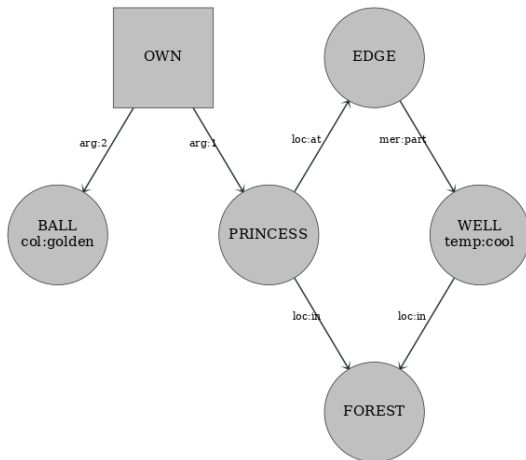 OWN
EDGE
arg:2
arg:1
loc:at
mer:part
BALL
col:golden
PRINCESS
WELL
temp:cool
loc:in
loc:in
FOREST